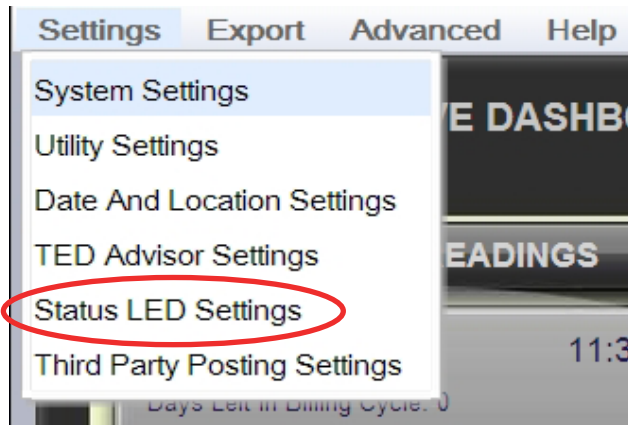 Settings Export Advanced Help
System Settings
E DASHBO
Utility Settings
Date And Location Settings
TED Advisor Settings
EADINGS
Status LED Settings
11:3
Third Party Posting Settings
Days Left In Billing Cycle: 0